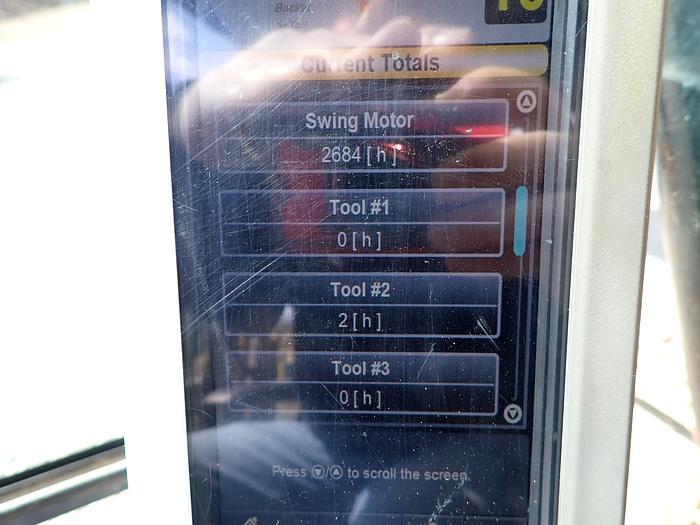 Bucket
Current Totals
Swing Motor
2684 [ h ]
Tool #1
0 [ h ]
Tool #2
2 [ h ]
Tool #3
0 [ h ]
Press ▼/▲ to scroll the screen.